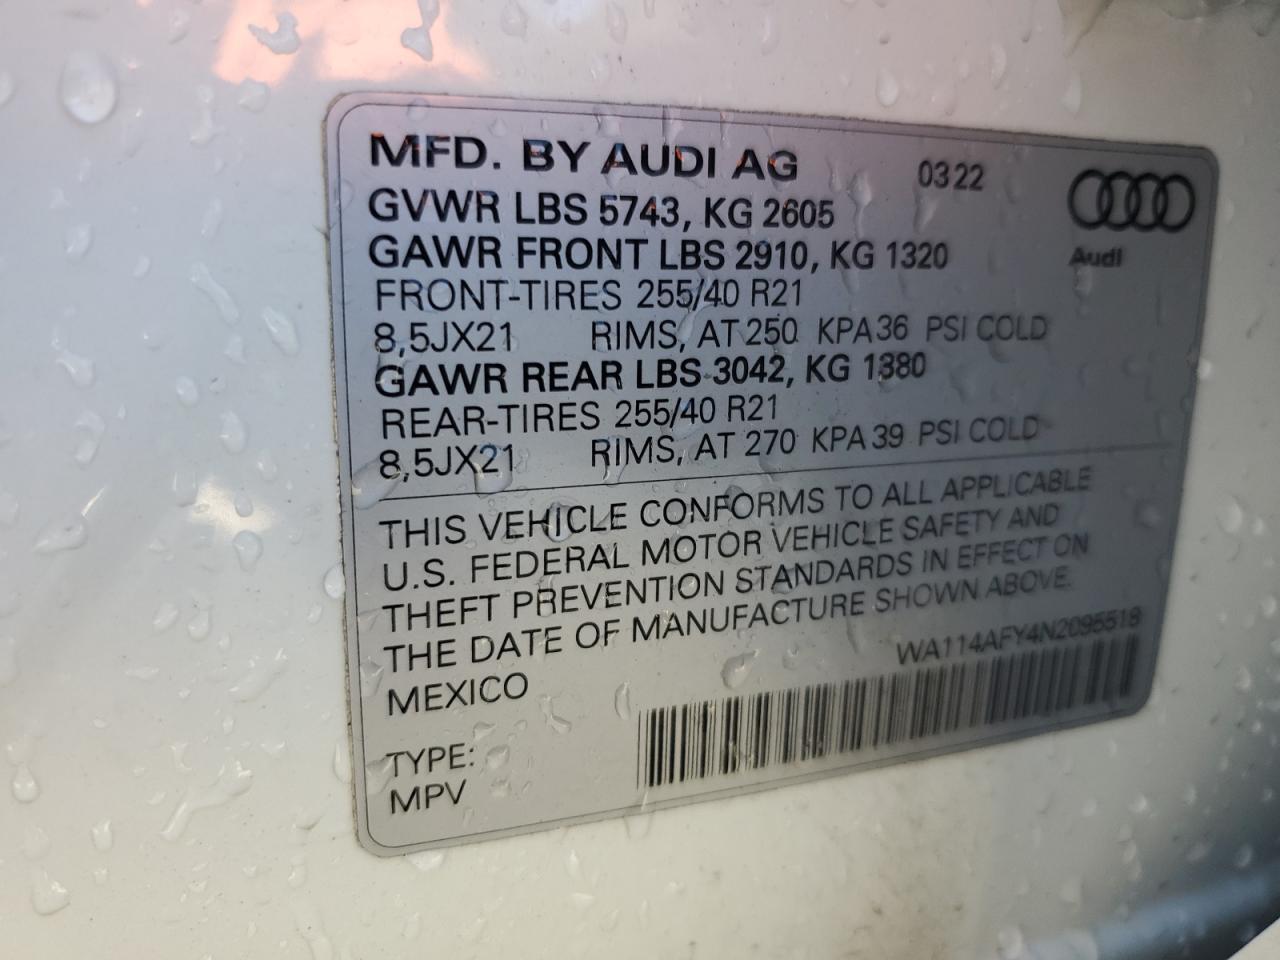 MFD. BY AUDI AG 03 22
GVWR LBS 5743, KG 2605
GAWR FRONT LBS 2910, KG 1320
Audi
FRONT-TIRES 255/40 R21
8,5JX21 RIMS, AT 250 KPA 36 PSI COLD
GAWR REAR LBS 3042, KG 1380
REAR-TIRES 255/40 R21
8,5JX21 RIMS, AT 270 KPA 39 PSI COLD
THIS VEHICLE CONFORMS TO ALL APPLICABLE
U.S. FEDERAL MOTOR VEHICLE SAFETY AND
THEFT PREVENTION STANDARDS IN EFFECT ON
THE DATE OF MANUFACTURE SHOWN ABOVE.
MEXICO
WA114AFY4N2095518
TYPE:
MPV